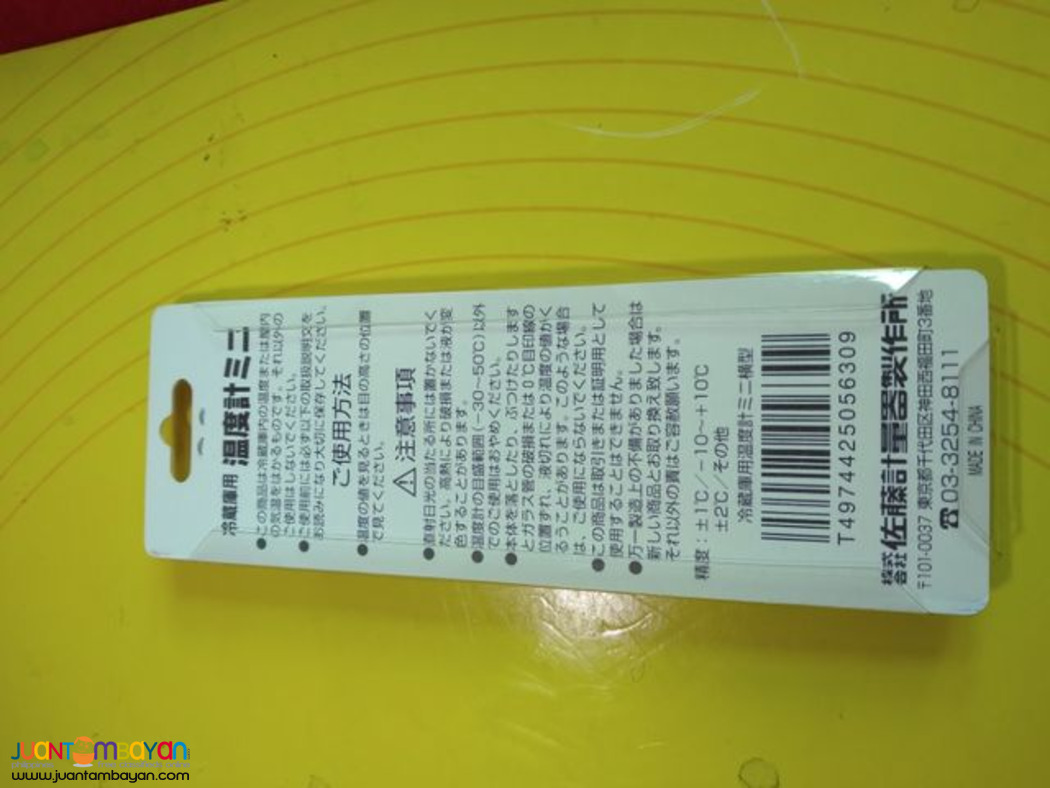 冷蔵庫用 温度計ミニ
●この商品は冷蔵庫内の温度または屋内
の気温をはかるものです。それ以外の
ご使用はしないでください。
●ご使用前には必ず以下の取扱説明文を
お読みになり大切に保存してください。
ご使用方法
●温度の値を見るときは目の高さの位置
で見てください。
⚠注意事項
●直射日光の当たる所には置かないでく
ださい。高熱により破損または液が変
色することがあります。
●温度計の目盛範囲(−30〜50℃)以外
でのご使用はおやめください。
●本体を落としたり、ぶつけたりします
とガラス管の破損または0℃目印線の
位置ずれ、液切れにより温度の値がく
るうことがあります。このような場合
は、ご使用にならないでください。
●この商品は取引きまたは証明用として
使用することはできません。
●万一製造上の不備がありました場合は
新しい商品とお取り換え致します。
それ以外の責はご容赦願います。
精度:±1℃/−10〜+10℃
±2℃/その他
冷蔵庫用温度計ミニ横型
T4974425056309
株式会社 佐藤計量器製作所
〒101-0037 東京都千代田区神田西福田町3番地
☎03-3254-8111
MADE IN CHINA
JUANTAMBAYAN
www.juantambayan.com